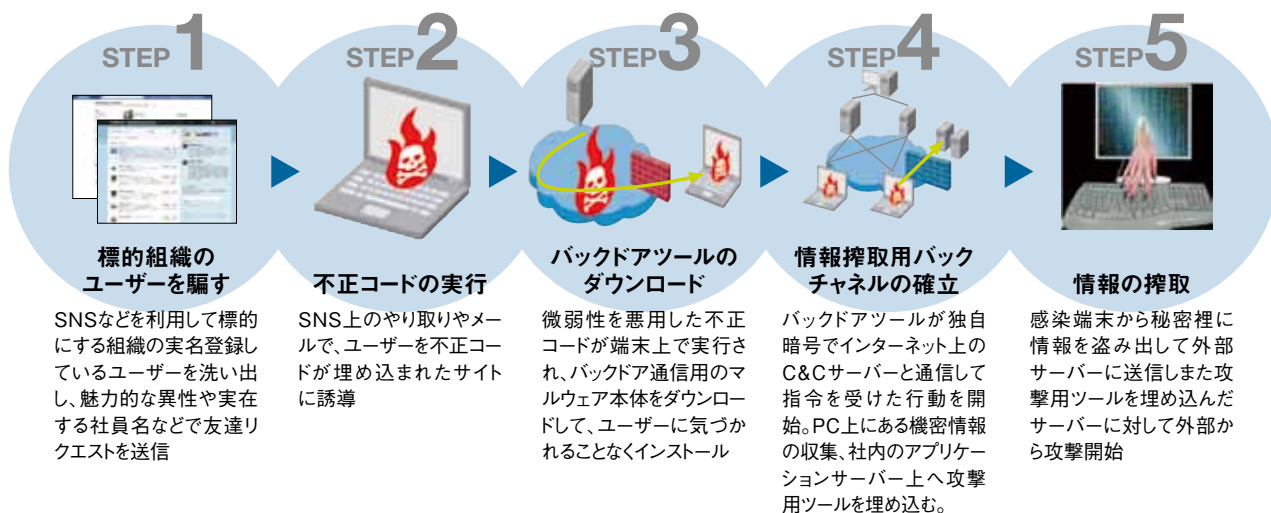 STEP 1
標的組織の
ユーザーを騙す
SNSなどを利用して標的
にする組織の実名登録し
ているユーザーを洗い出
し、魅力的な異性や実在
する社員名などで友達リ
クエストを送信
STEP 2
不正コードの実行
SNS上のやり取りやメー
ルで、ユーザーを不正コー
ドが埋め込まれたサイト
に誘導
STEP 3
バックドアツールの
ダウンロード
微弱性を悪用した不正
コードが端末上で実行さ
れ、バックドア通信用のマ
ルウェア本体をダウンロー
ドして、ユーザーに気づか
れることなくインストール
STEP 4
情報搾取用バック
チャネルの確立
バックドアツールが独自
暗号でインターネット上の
C&Cサーバーと通信して
指令を受けた行動を開
始。PC上にある機密情報
の収集、社内のアプリケー
ションサーバー上へ攻撃
用ツールを埋め込む。
STEP 5
情報の搾取
感染端末から秘密裡に
情報を盗み出して外部
サーバーに送信しまた攻
撃用ツールを埋め込んだ
サーバーに対して外部か
ら攻撃開始